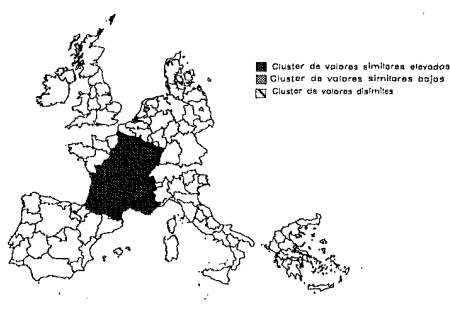 Cluster de valores similares elevados
Cluster de valores similares bajos
Cluster de valores disímiles